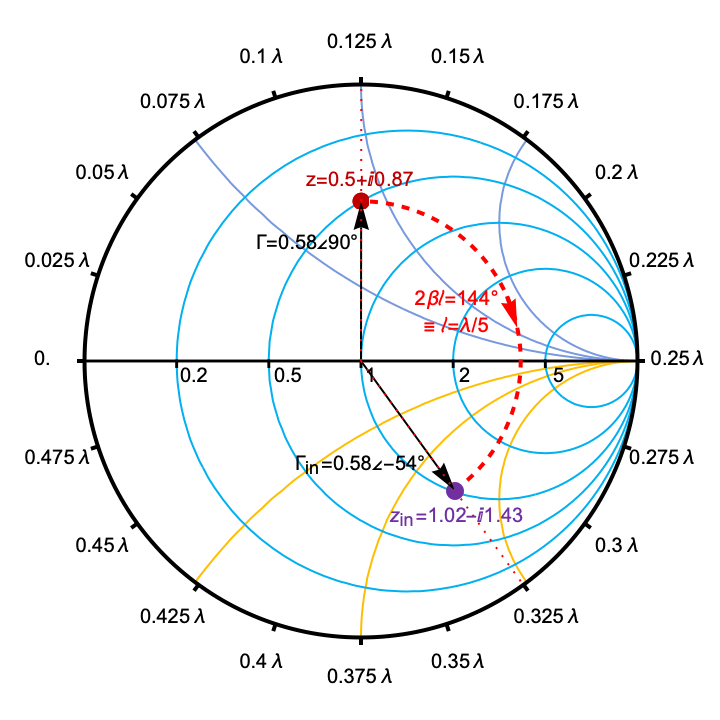 0.125 λ
0.1 λ
0.15 λ
0.075 λ
0.175 λ
0.05 λ
0.2 λ
z=0.5+ⅈ0.87
Γ=0.58∠90°
0.025 λ
0.225 λ
2βl=144°
≡ l=λ/5
0.
0.25 λ
0.2
0.5
1
2
5
0.475 λ
Γin=0.58∠−54°
0.275 λ
zin=1.02−ⅈ1.43
0.45 λ
0.3 λ
0.425 λ
0.325 λ
0.4 λ
0.35 λ
0.375 λ